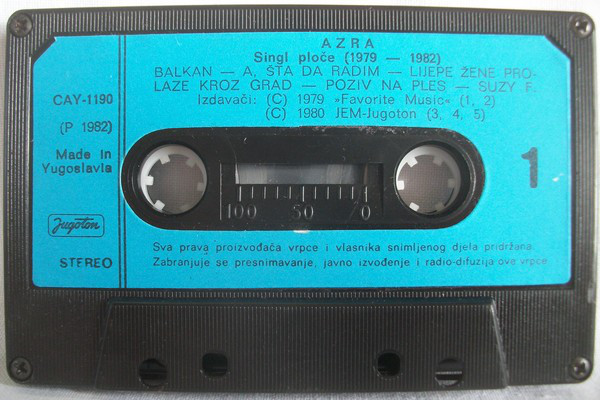 AZRA
Singl ploče (1979 — 1982)
BALKAN — A, ŠTA DA RADIM — LIJEPE ŽENE PRO-
LAZE KROZ GRAD — POZIV NA PLES — SUZY F.
Izdavači: (C) 1979 »Favorite Music« (1, 2)
(C) 1980 JEM-Jugoton (3, 4, 5)
CAY-1190
(P 1982)
Made in
Yugoslavia
Jugoton
STEREO
1
100 50 0
Sva prava proizvođača vrpce i vlasnika snimljenog djela pridržana.
Zabranjuje se presnimavanje, javno izvođenje i radio-difuzija ove vrpce